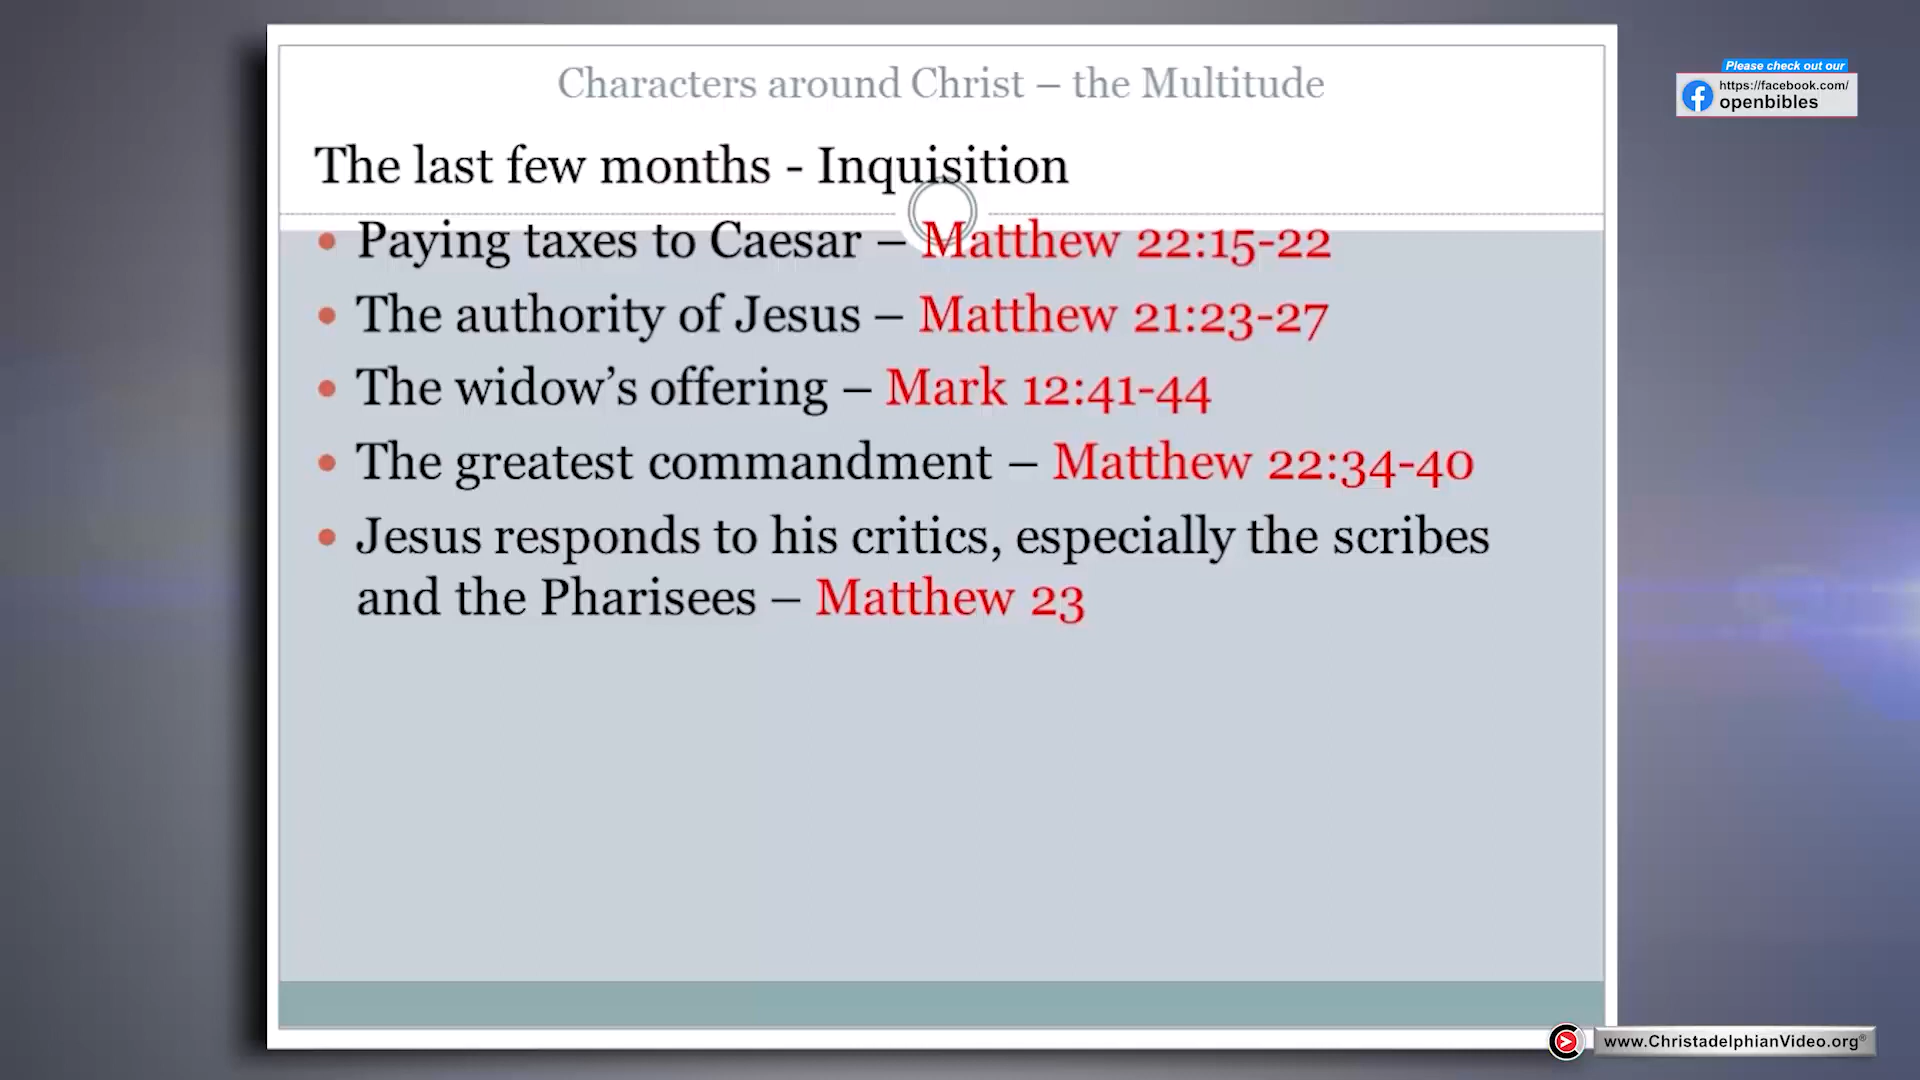 Characters around Christ – the Multitude
Please check out our
https://facebook.com/
openbibles
The last few months - Inquisition
• Paying taxes to Caesar – Matthew 22:15-22
• The authority of Jesus – Matthew 21:23-27
• The widow’s offering – Mark 12:41-44
• The greatest commandment – Matthew 22:34-40
• Jesus responds to his critics, especially the scribes
and the Pharisees – Matthew 23
www.ChristadelphianVideo.org®